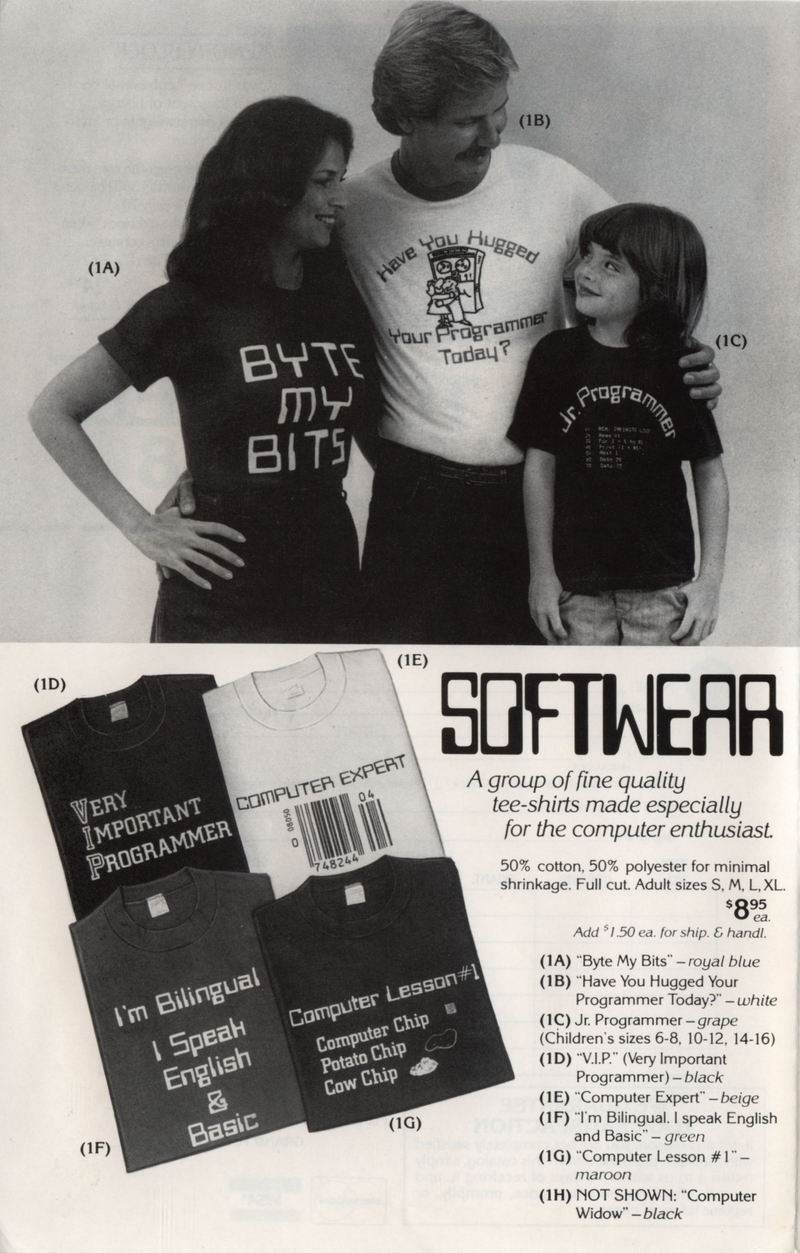 (1B)
(1A)
Have You Hugged
Your Programmer
Today?
(1C)
BYTE
MY
BITS
Jr. Programmer
(1D)
(1E)
VERY
IMPORTANT
PROGRAMMER
COMPUTER EXPERT
04
08050
0
748244
I'm Bilingual
I Speak
English
&
Basic
Computer Lesson #1
Computer Chip
Potato Chip
Cow Chip
(1F)
(1G)
SOFTWEAR
A group of fine quality
tee-shirts made especially
for the computer enthusiast.
50% cotton, 50% polyester for minimal
shrinkage. Full cut. Adult sizes S, M, L, XL.
$8.95
ea.
Add $1.50 ea. for ship. & handl.
(1A) "Byte My Bits" – royal blue
(1B) "Have You Hugged Your
Programmer Today?" – white
(1C) Jr. Programmer – grape
(Children's sizes 6-8, 10-12, 14-16)
(1D) "V.I.P." (Very Important
Programmer) – black
(1E) "Computer Expert" – beige
(1F) "I'm Bilingual. I speak English
and Basic" – green
(1G) "Computer Lesson #1" –
maroon
(1H) NOT SHOWN: "Computer
Widow" – black